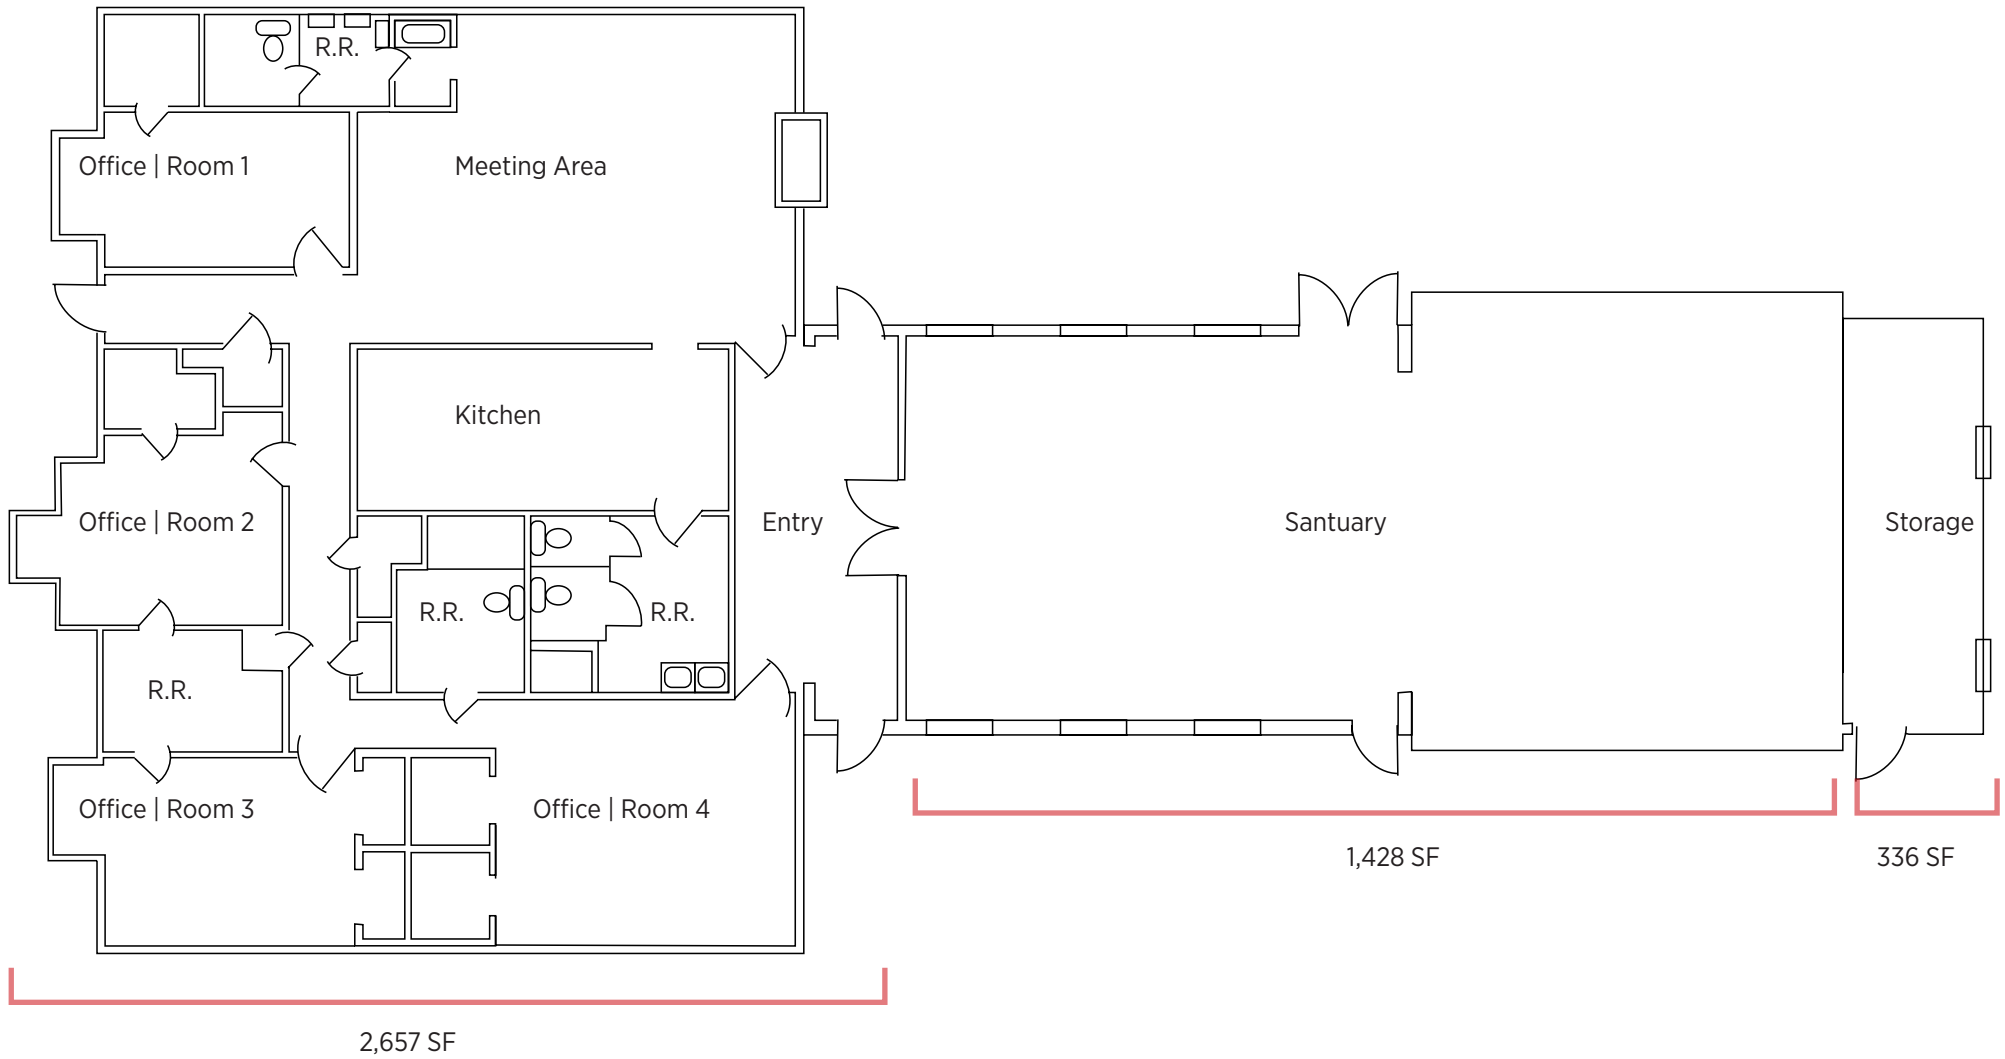 R.R.
Office | Room 1
Meeting Area
Kitchen
Office | Room 2
Entry
Santuary
Storage
R.R.
R.R.
R.R.
Office | Room 3
Office | Room 4
1,428 SF
336 SF
2,657 SF